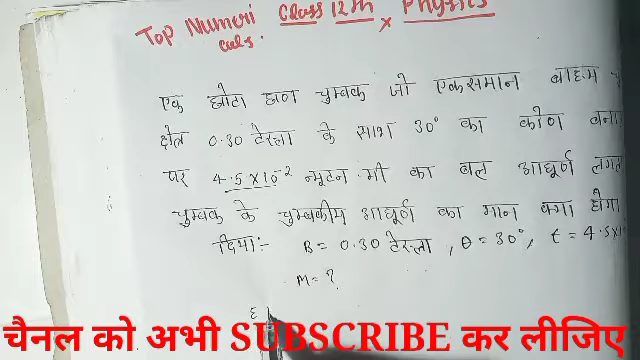 Top Numeri Class 12th Physics
cals.
एक छोटा छड़ चुम्बक जो एकसमान बाह्य
क्षेत्र 0.30 टेस्ला के साथ 30° का कोण बना
पर 4.5×10⁻² न्यूटन मी का बल आघूर्ण लगत
चुम्बक के चुम्बकीय आघूर्ण का मान क्या होगा
दिया:- B = 0.30 टेस्ला, θ = 30°, τ = 4.5×1
M = ?
चैनल को अभी SUBSCRIBE कर लीजिए